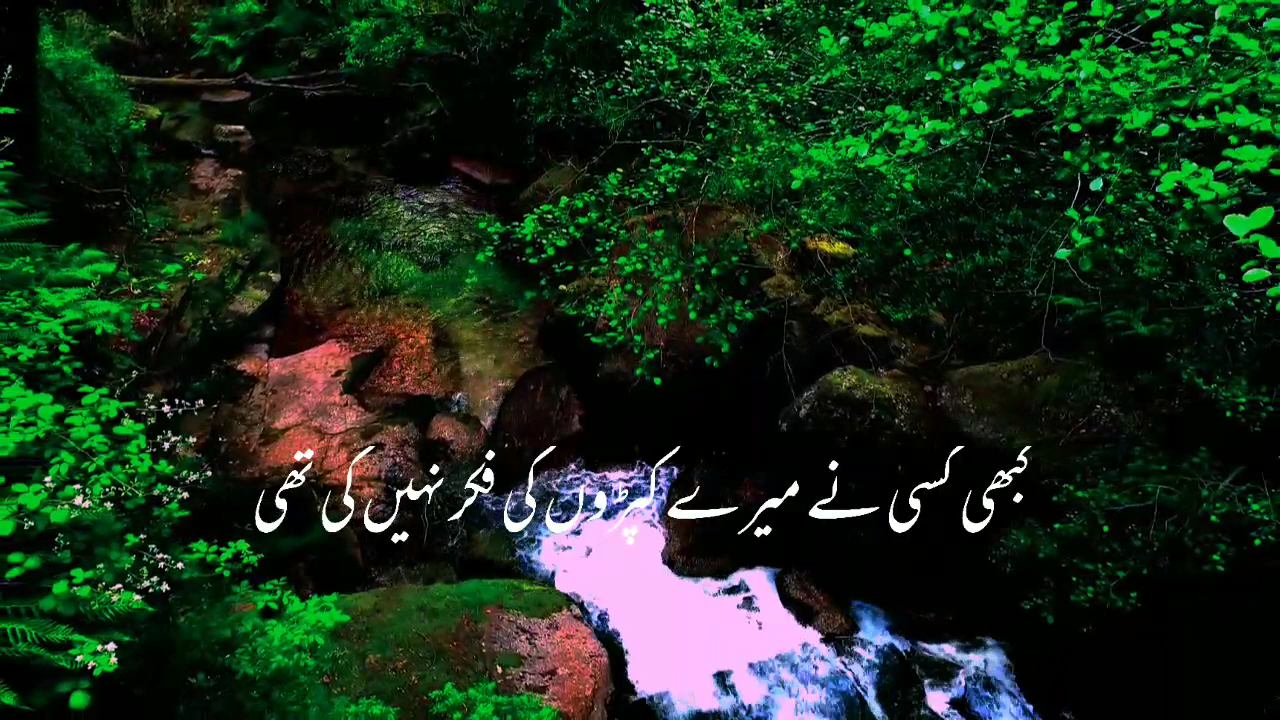 کبھی کسی نے میرے کپڑوں کی فکر نہیں کی تھی